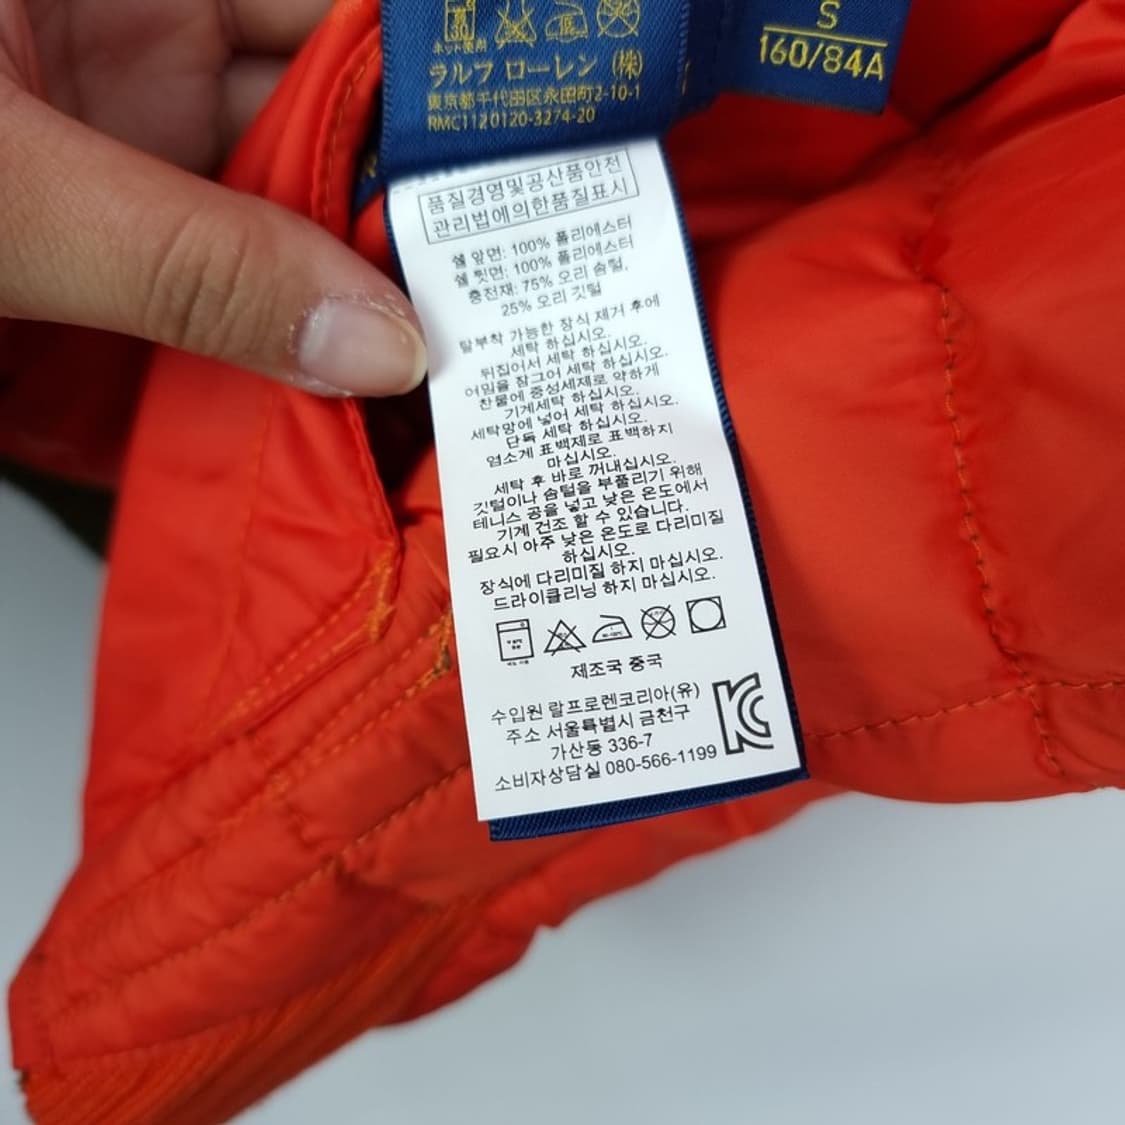 ネット使用
ラルフ ローレン (株)
東京都千代田区永田町2-10-1
RMC1120120-3274-20
S
160/84A
품질경영및공산품안전
관리법에의한품질표시
쉘 앞면: 100% 폴리에스터
쉘 뒷면: 100% 폴리에스터
충전재: 75% 오리 솜털,
25% 오리 깃털
탈부착 가능한 장식 제거 후에
세탁 하십시오.
뒤집어서 세탁 하십시오.
여밈을 잠그어 세탁 하십시오.
찬물에 중성세제로 약하게
기계세탁 하십시오.
세탁망에 넣어 세탁 하십시오.
단독 세탁 하십시오.
염소계 표백제로 표백하지
마십시오.
세탁 후 바로 꺼내십시오.
깃털이나 솜털을 부풀리기 위해
테니스 공을 넣고 낮은 온도에서
기계 건조 할 수 있습니다.
필요시 아주 낮은 온도로 다리미질
하십시오.
장식에 다리미질 하지 마십시오.
드라이클리닝 하지 마십시오.
제조국 중국
수입원 랄프로렌코리아(유)
주소 서울특별시 금천구
가산동 336-7
소비자상담실 080-566-1199
KC